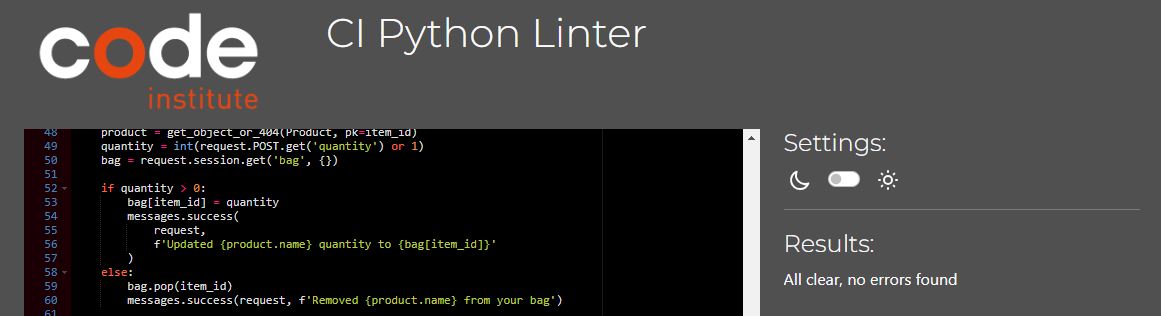 code
institute
CI Python Linter
48 product = get_object_or_404(Product, pk=item_id)
49 quantity = int(request.POST.get('quantity') or 1)
50 bag = request.session.get('bag', {})
51
52 if quantity > 0:
53 bag[item_id] = quantity
54 messages.success(
55 request,
56 f'Updated {product.name} quantity to {bag[item_id]}'
57 )
58 else:
59 bag.pop(item_id)
60 messages.success(request, f'Removed {product.name} from your bag')
61
Settings:
Results:
All clear, no errors found